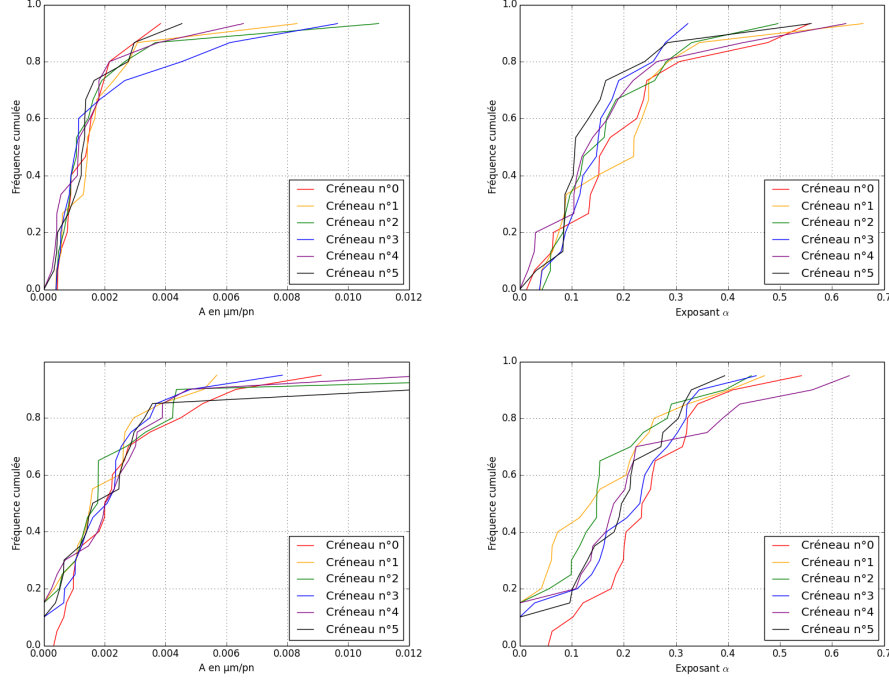 1.0
0.8
0.6
0.4
0.2
0.0
Fréquence cumulée
0.000 0.002 0.004 0.006 0.008 0.010 0.012
A en µm/pn
Créneau n°0
Créneau n°1
Créneau n°2
Créneau n°3
Créneau n°4
Créneau n°5
1.0
0.8
0.6
0.4
0.2
0.0
Fréquence cumulée
0.0 0.1 0.2 0.3 0.4 0.5 0.6 0.7
Exposant α
Créneau n°0
Créneau n°1
Créneau n°2
Créneau n°3
Créneau n°4
Créneau n°5
0.8
0.6
0.4
0.2
0.0
Fréquence cumulée
0.000 0.002 0.004 0.006 0.008 0.010 0.012
A en µm/pn
Créneau n°0
Créneau n°1
Créneau n°2
Créneau n°3
Créneau n°4
Créneau n°5
1.0
0.8
0.6
0.4
0.2
0.0
Fréquence cumulée
0.0 0.1 0.2 0.3 0.4 0.5 0.6 0.7
Exposant α
Créneau n°0
Créneau n°1
Créneau n°2
Créneau n°3
Créneau n°4
Créneau n°5